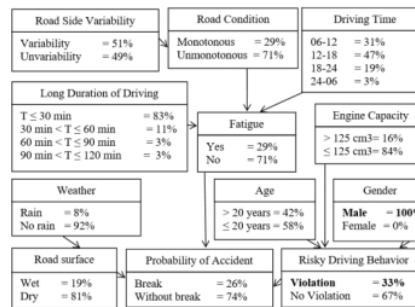 Road Side Variability
Variability = 51%
Unvariability = 49%
Road Condition
Monotonous = 29%
Unmonotonous = 71%
Driving Time
06-12 = 31%
12-18 = 47%
18-24 = 19%
24-06 = 3%
Long Duration of Driving
T ≤ 30 min = 83%
30 min < T ≤ 60 min = 11%
60 min < T ≤ 90 min = 3%
90 min < T ≤ 120 min = 3%
Fatigue
Yes = 29%
No = 71%
Engine Capacity
> 125 cm3= 16%
≤ 125 cm3= 84%
Weather
Rain = 8%
No rain = 92%
Age
> 20 years = 42%
≤ 20 years = 58%
Gender
Male = 100%
Female = 0%
Road surface
Wet = 19%
Dry = 81%
Probability of Accident
Break = 26%
Without break = 74%
Risky Driving Behavior
Violation = 33%
No Violation = 67%